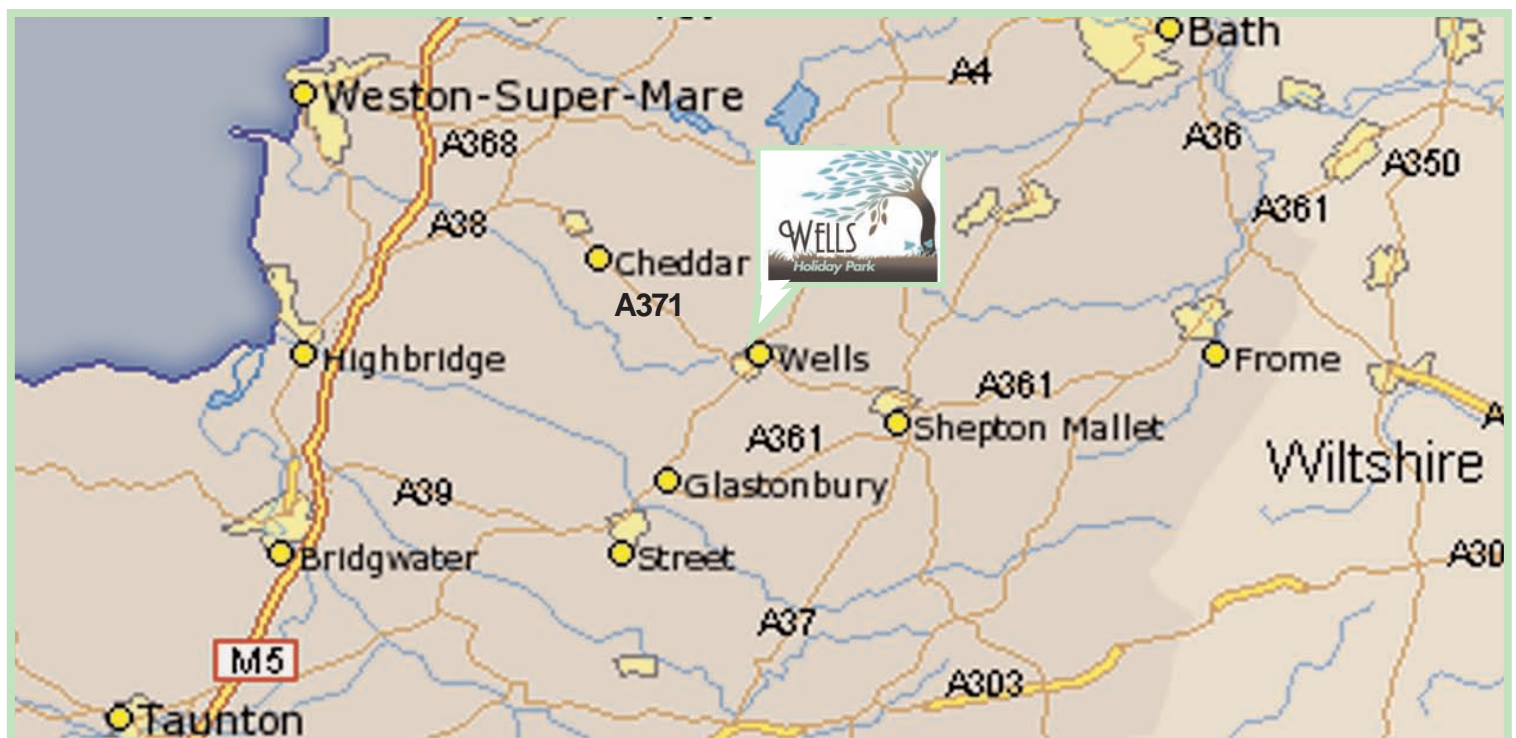 Bath
A4
Weston-Super-Mare
A368
A36
A350
A38
A361
WELLS
Holiday Park
Cheddar
A371
Highbridge
Wells
Frome
A361
A361
Shepton Mallet
Wiltshire
A39
Glastonbury
Bridgwater
Street
A30
A37
M5
A303
Taunton